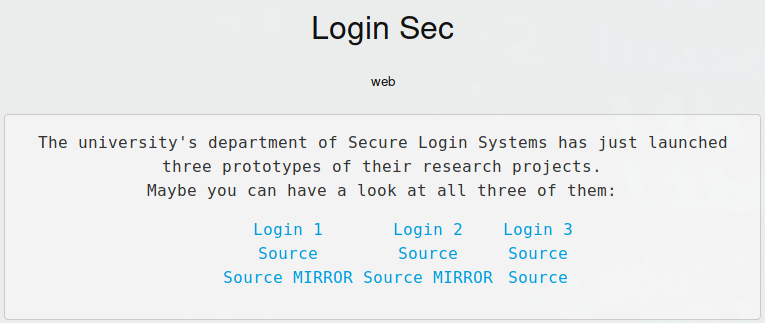 Login Sec
web
The university's department of Secure Login Systems has just launched
three prototypes of their research projects.
Maybe you can have a look at all three of them:
Login 1 Login 2 Login 3
Source Source Source
Source MIRROR Source MIRROR Source